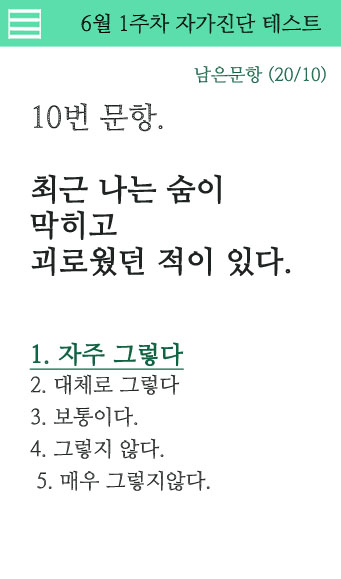 6월 1주차 자가진단 테스트
남은문항 (20/10)
10번 문항.
최근 나는 숨이
막히고
괴로웠던 적이 있다.
1. 자주 그렇다
2. 대체로 그렇다
3. 보통이다.
4. 그렇지 않다.
5. 매우 그렇지않다.